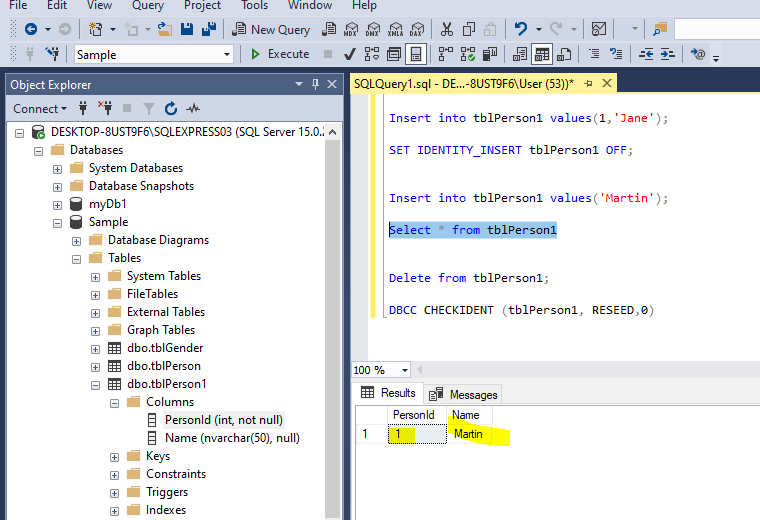 File Edit View Query Project Tools Window Help
New Query MDX DMX XMLA DAX
Sample Execute
Object Explorer
Connect
DESKTOP-8UST9F6\SQLEXPRESS03 (SQL Server 15.0.2
Databases
System Databases
Database Snapshots
myDb1
Sample
Database Diagrams
Tables
System Tables
FileTables
External Tables
Graph Tables
dbo.tblGender
dbo.tblPerson
dbo.tblPerson1
Columns
PersonId (int, not null)
Name (nvarchar(50), null)
Keys
Constraints
Triggers
Indexes
SQLQuery1.sql - DE...-8UST9F6\User (53))*
Insert into tblPerson1 values(1,'Jane');
SET IDENTITY_INSERT tblPerson1 OFF;
Insert into tblPerson1 values('Martin');
Select * from tblPerson1
Delete from tblPerson1;
DBCC CHECKIDENT (tblPerson1, RESEED,0)
100 %
Results Messages
PersonId Name
1 1 Martin